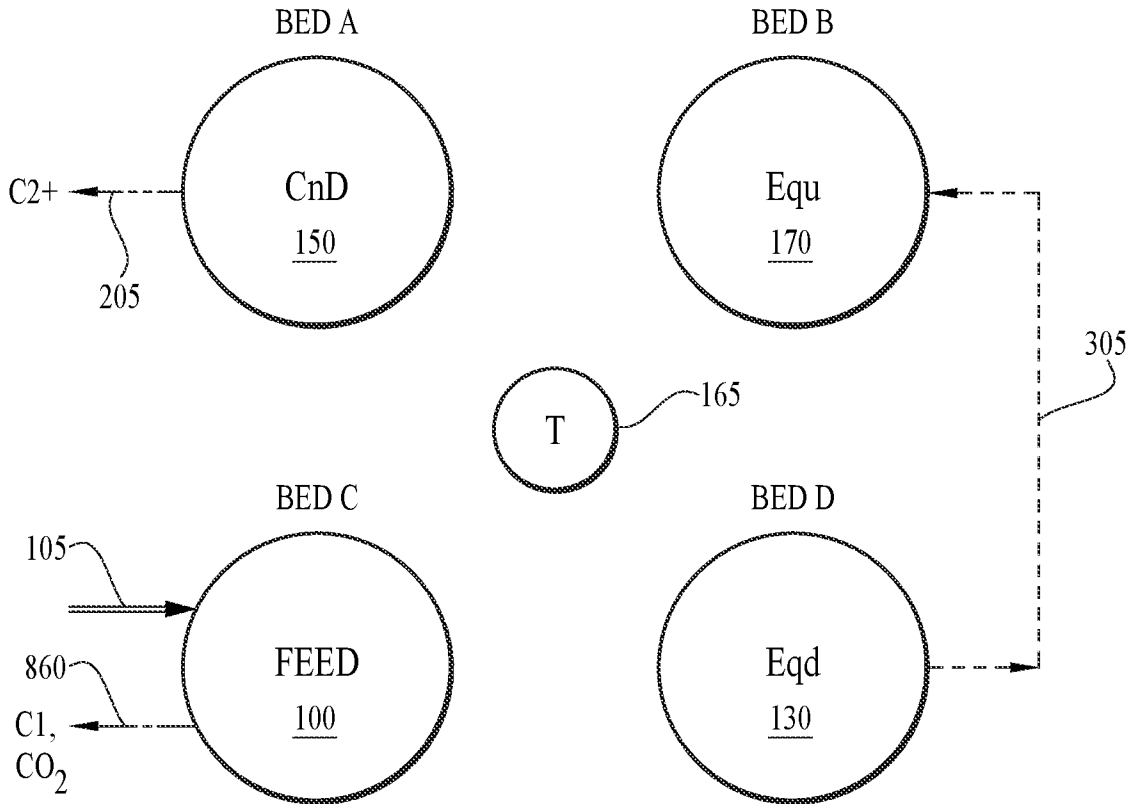 BED A
BED B
CnD
150
Equ
170
C2+
205
305
T
165
BED C
BED D
105
FEED
100
Eqd
130
860
C1,
CO2